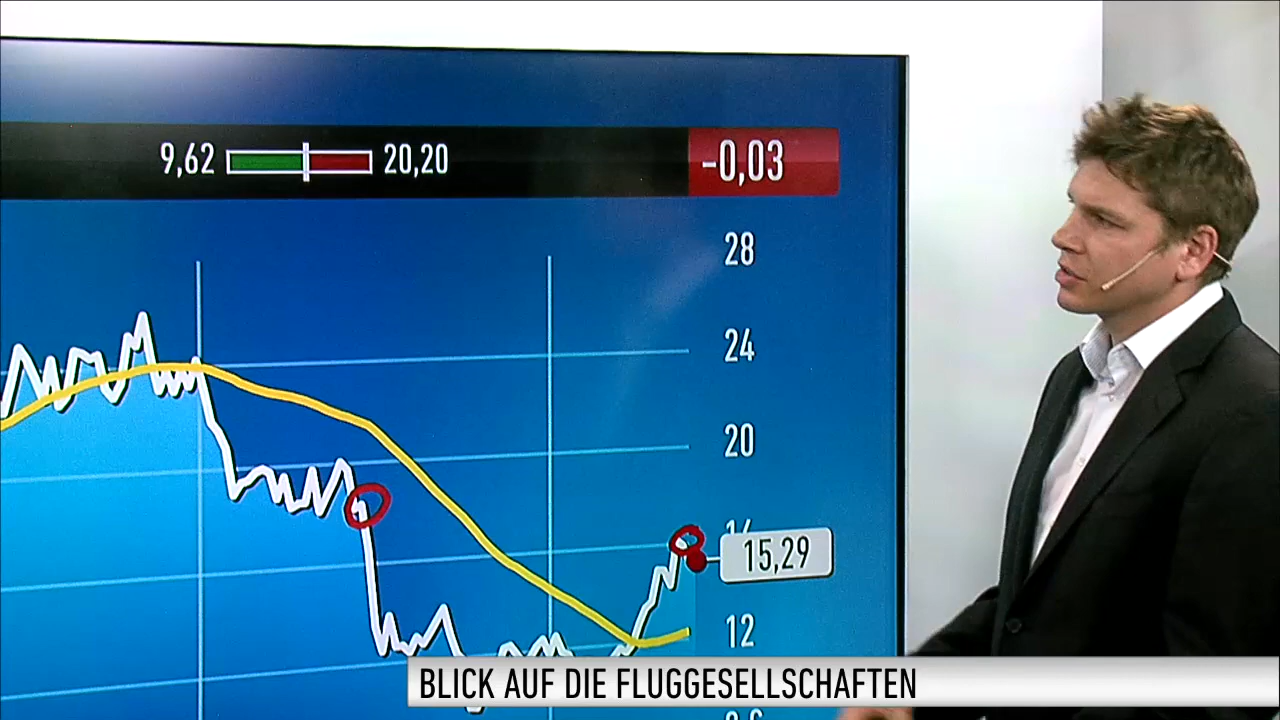 9,62 20,20 -0,03
28
24
20
15,29
12
BLICK AUF DIE FLUGGESELLSCHAFTEN